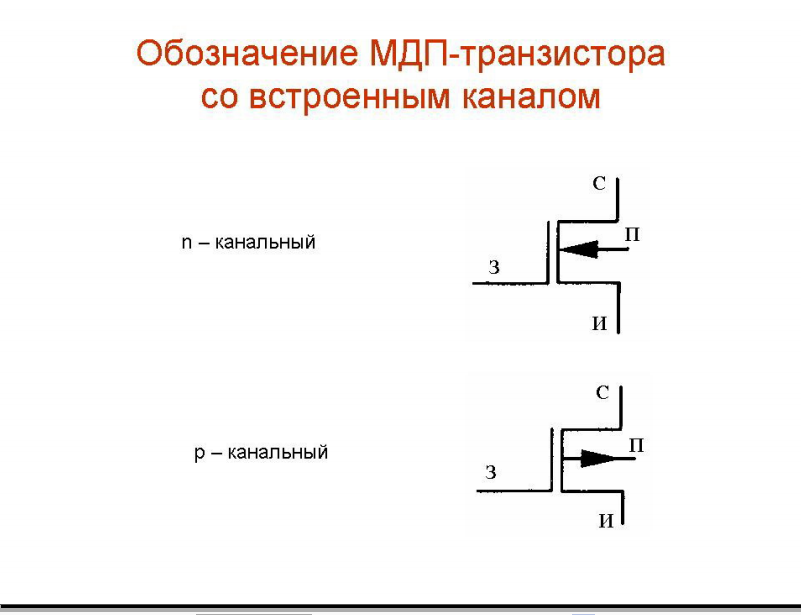 Обозначение МДП-транзистора
со встроенным каналом
С
n – канальный
П
З
И
С
р – канальный
П
З
И